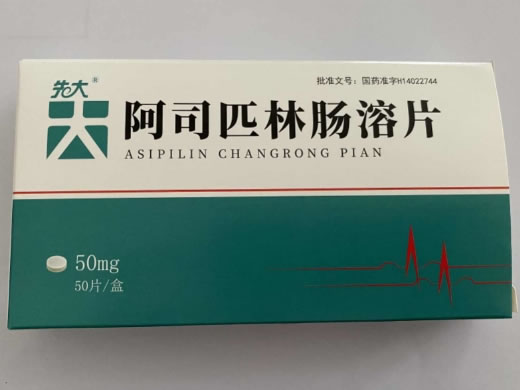 先大
批准文号：国药准字H14022744
阿司匹林肠溶片
ASIPILIN CHANGRONG PIAN
50mg
50片/盒